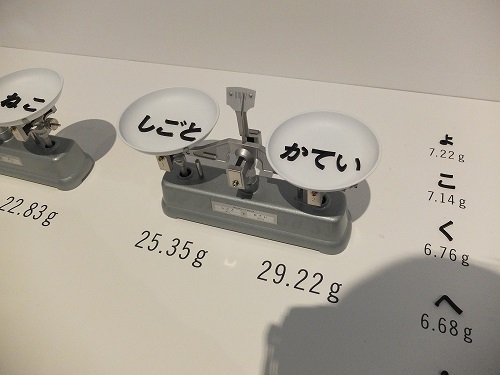 ねこ
22.83g
しごと
かてい
25.35g
29.22g
よ
7.22g
こ
7.14g
く
6.76g
へ
6.68g